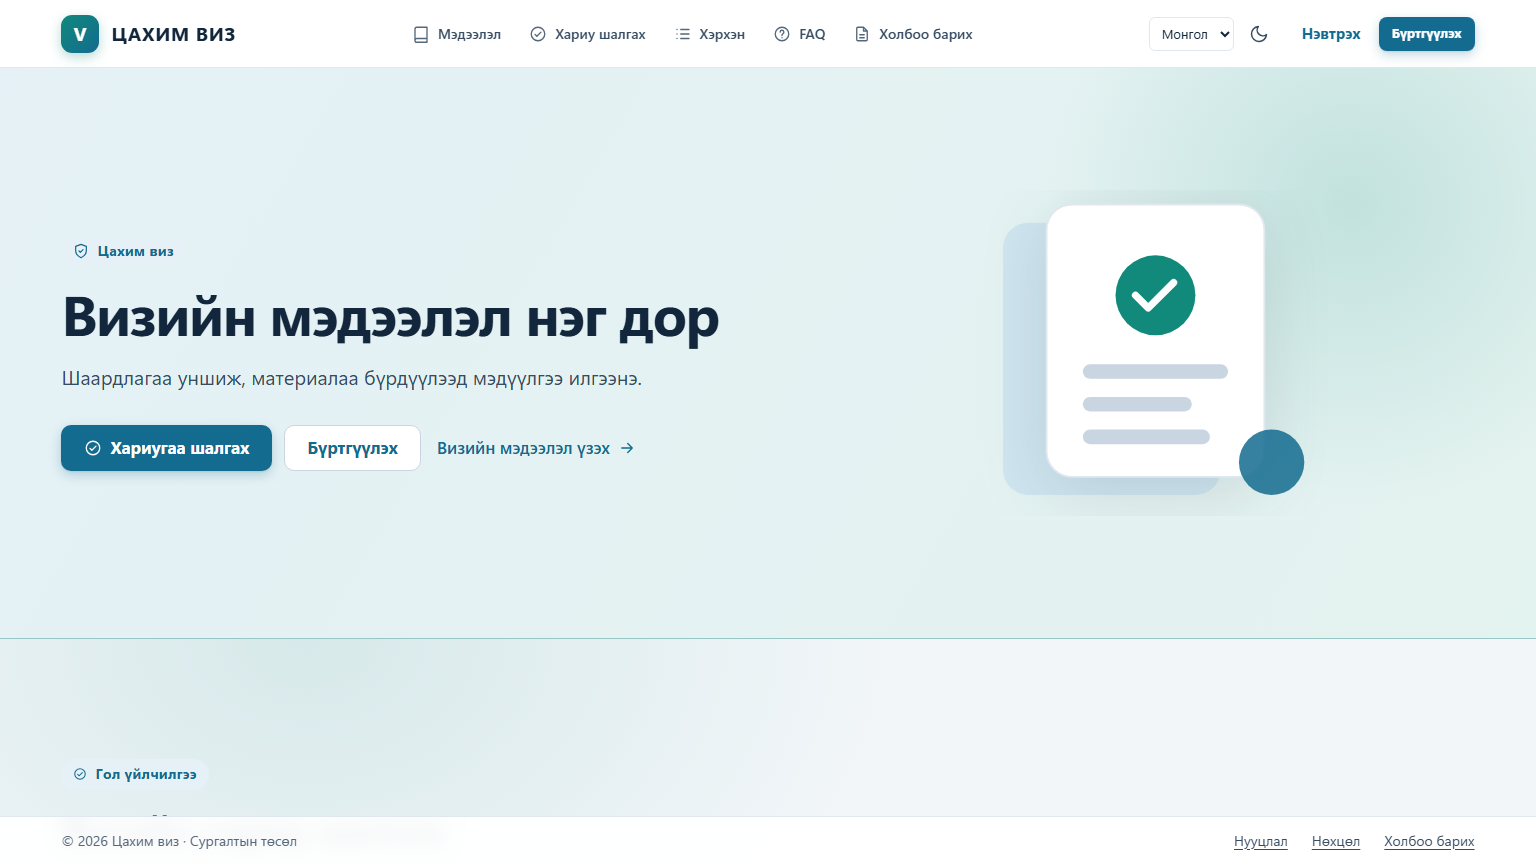 V ЦАХИМ ВИЗ
Мэдээлэл
Хариу шалгах
Хэрхэн
FAQ
Холбоо барих
Монгол
Нэвтрэх
Бүртгүүлэх
Цахим виз
Визийн мэдээлэл нэг дор
Шаардлагаа уншиж, материалаа бүрдүүлээд мэдүүлгээ илгээнэ.
Хариугаа шалгах
Бүртгүүлэх
Визийн мэдээлэл үзэх
Гол үйлчилгээ
© 2026 Цахим виз · Сургалтын төсөл
Нууцлал
Нөхцөл
Холбоо барих